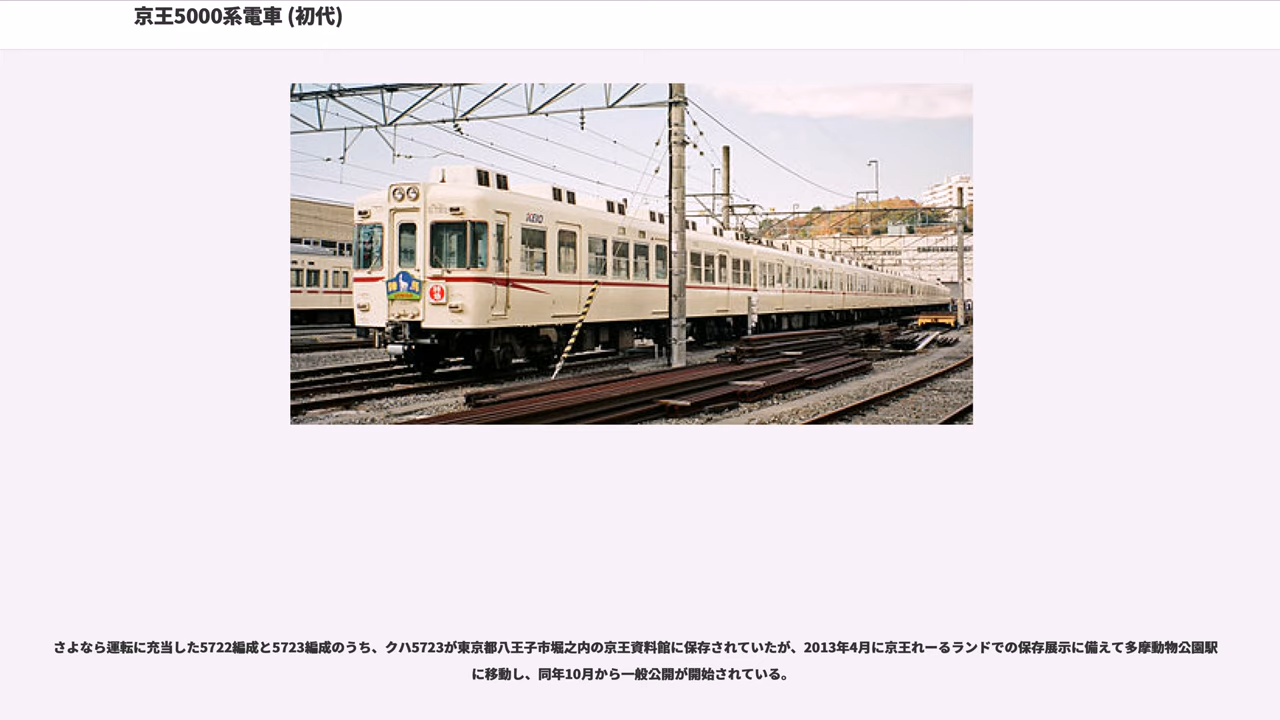 京王5000系電車 (初代)
KEIO
さよなら運転に充当した5722編成と5723編成のうち、クハ5723が東京都八王子市堀之内の京王資料館に保存されていたが、2013年4月に京王れーるランドでの保存展示に備えて多摩動物公園駅
に移動し、同年10月から一般公開が開始されている。